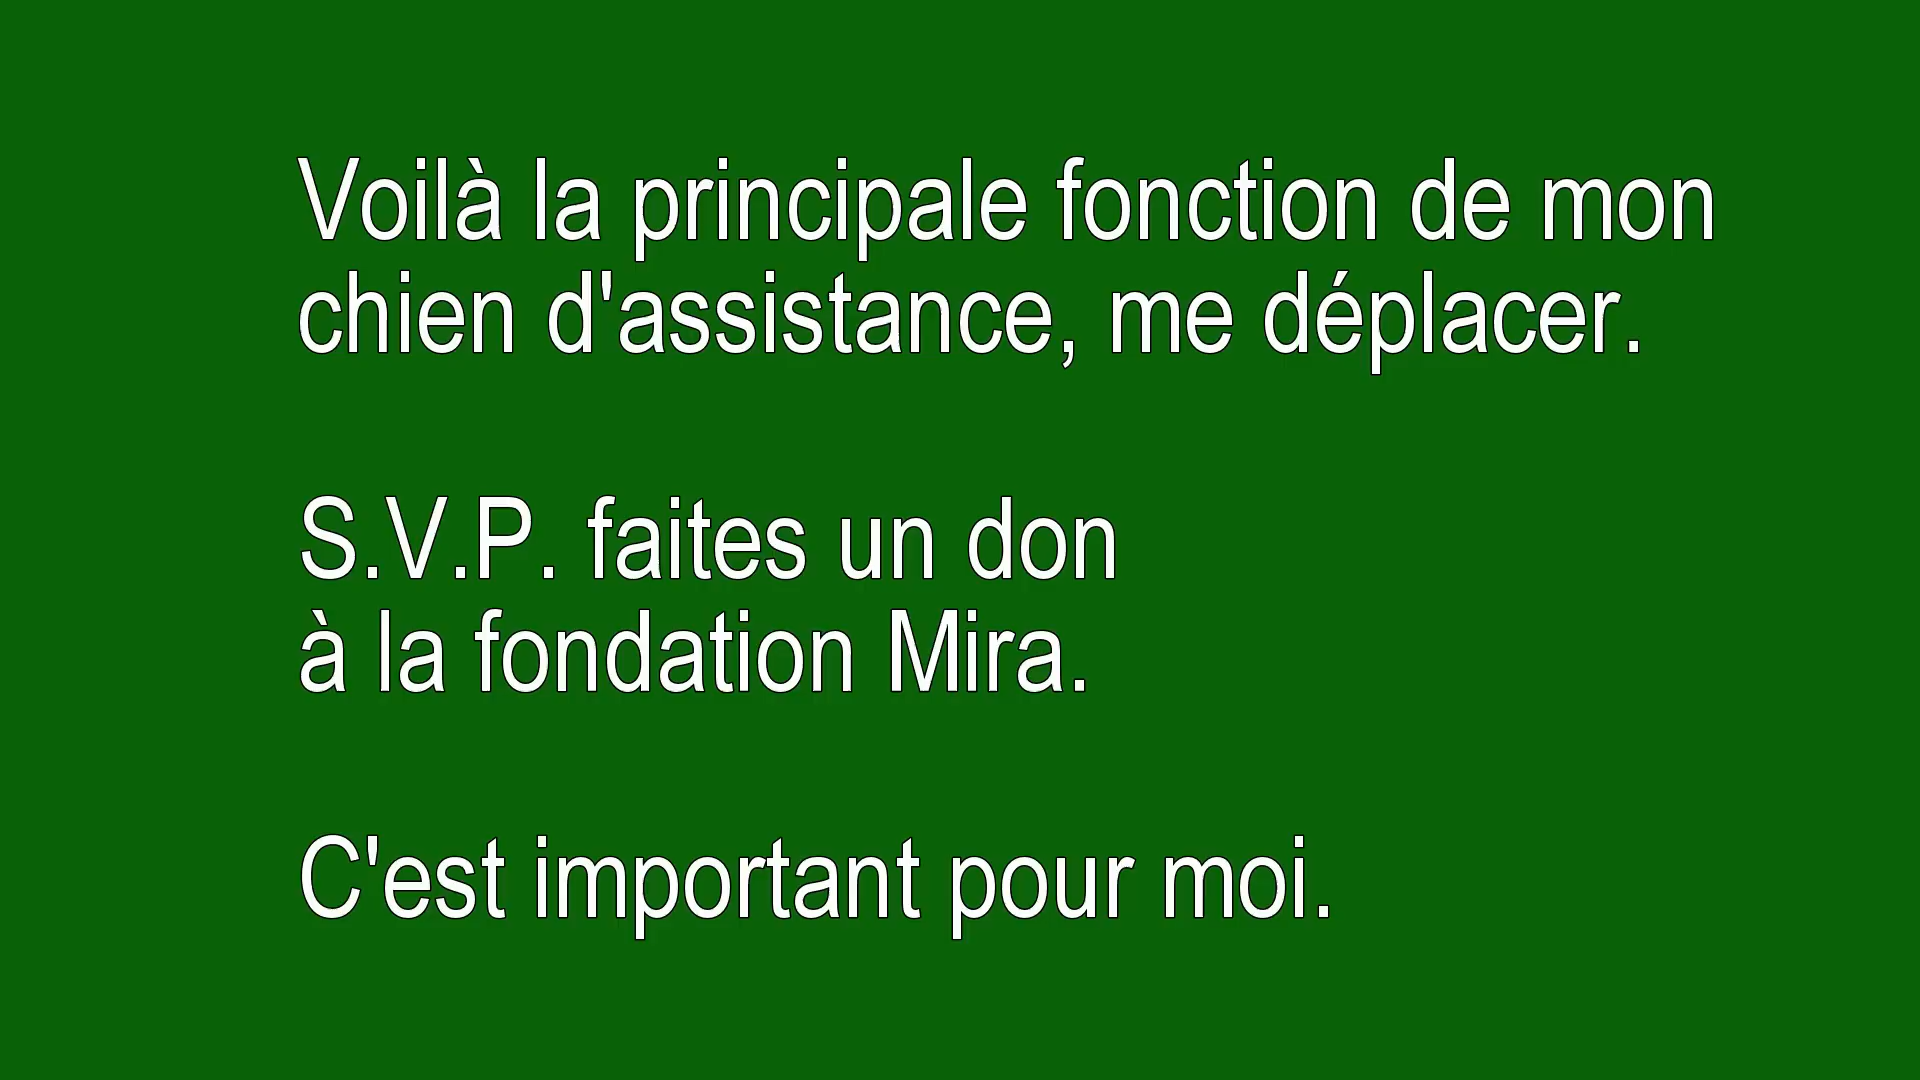 Voilà la principale fonction de mon
chien d'assistance, me déplacer.
S.V.P. faites un don
à la fondation Mira.
C'est important pour moi.